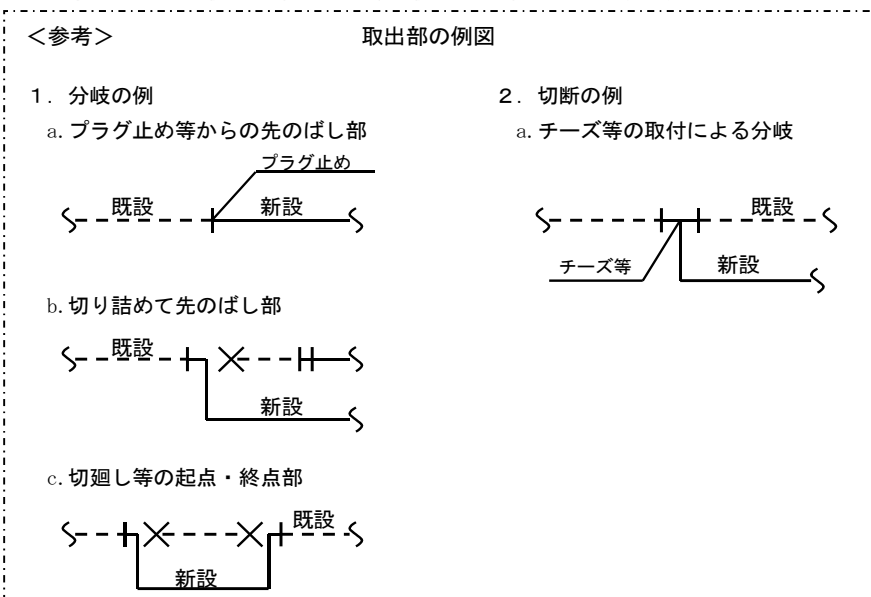 ＜参考＞
取出部の例図
１．分岐の例
a.プラグ止め等からの先のばし部
プラグ止め
既設
新設
b.切り詰めて先のばし部
既設
新設
c.切廻し等の起点・終点部
既設
新設
２．切断の例
a.チーズ等の取付による分岐
既設
チーズ等
新設